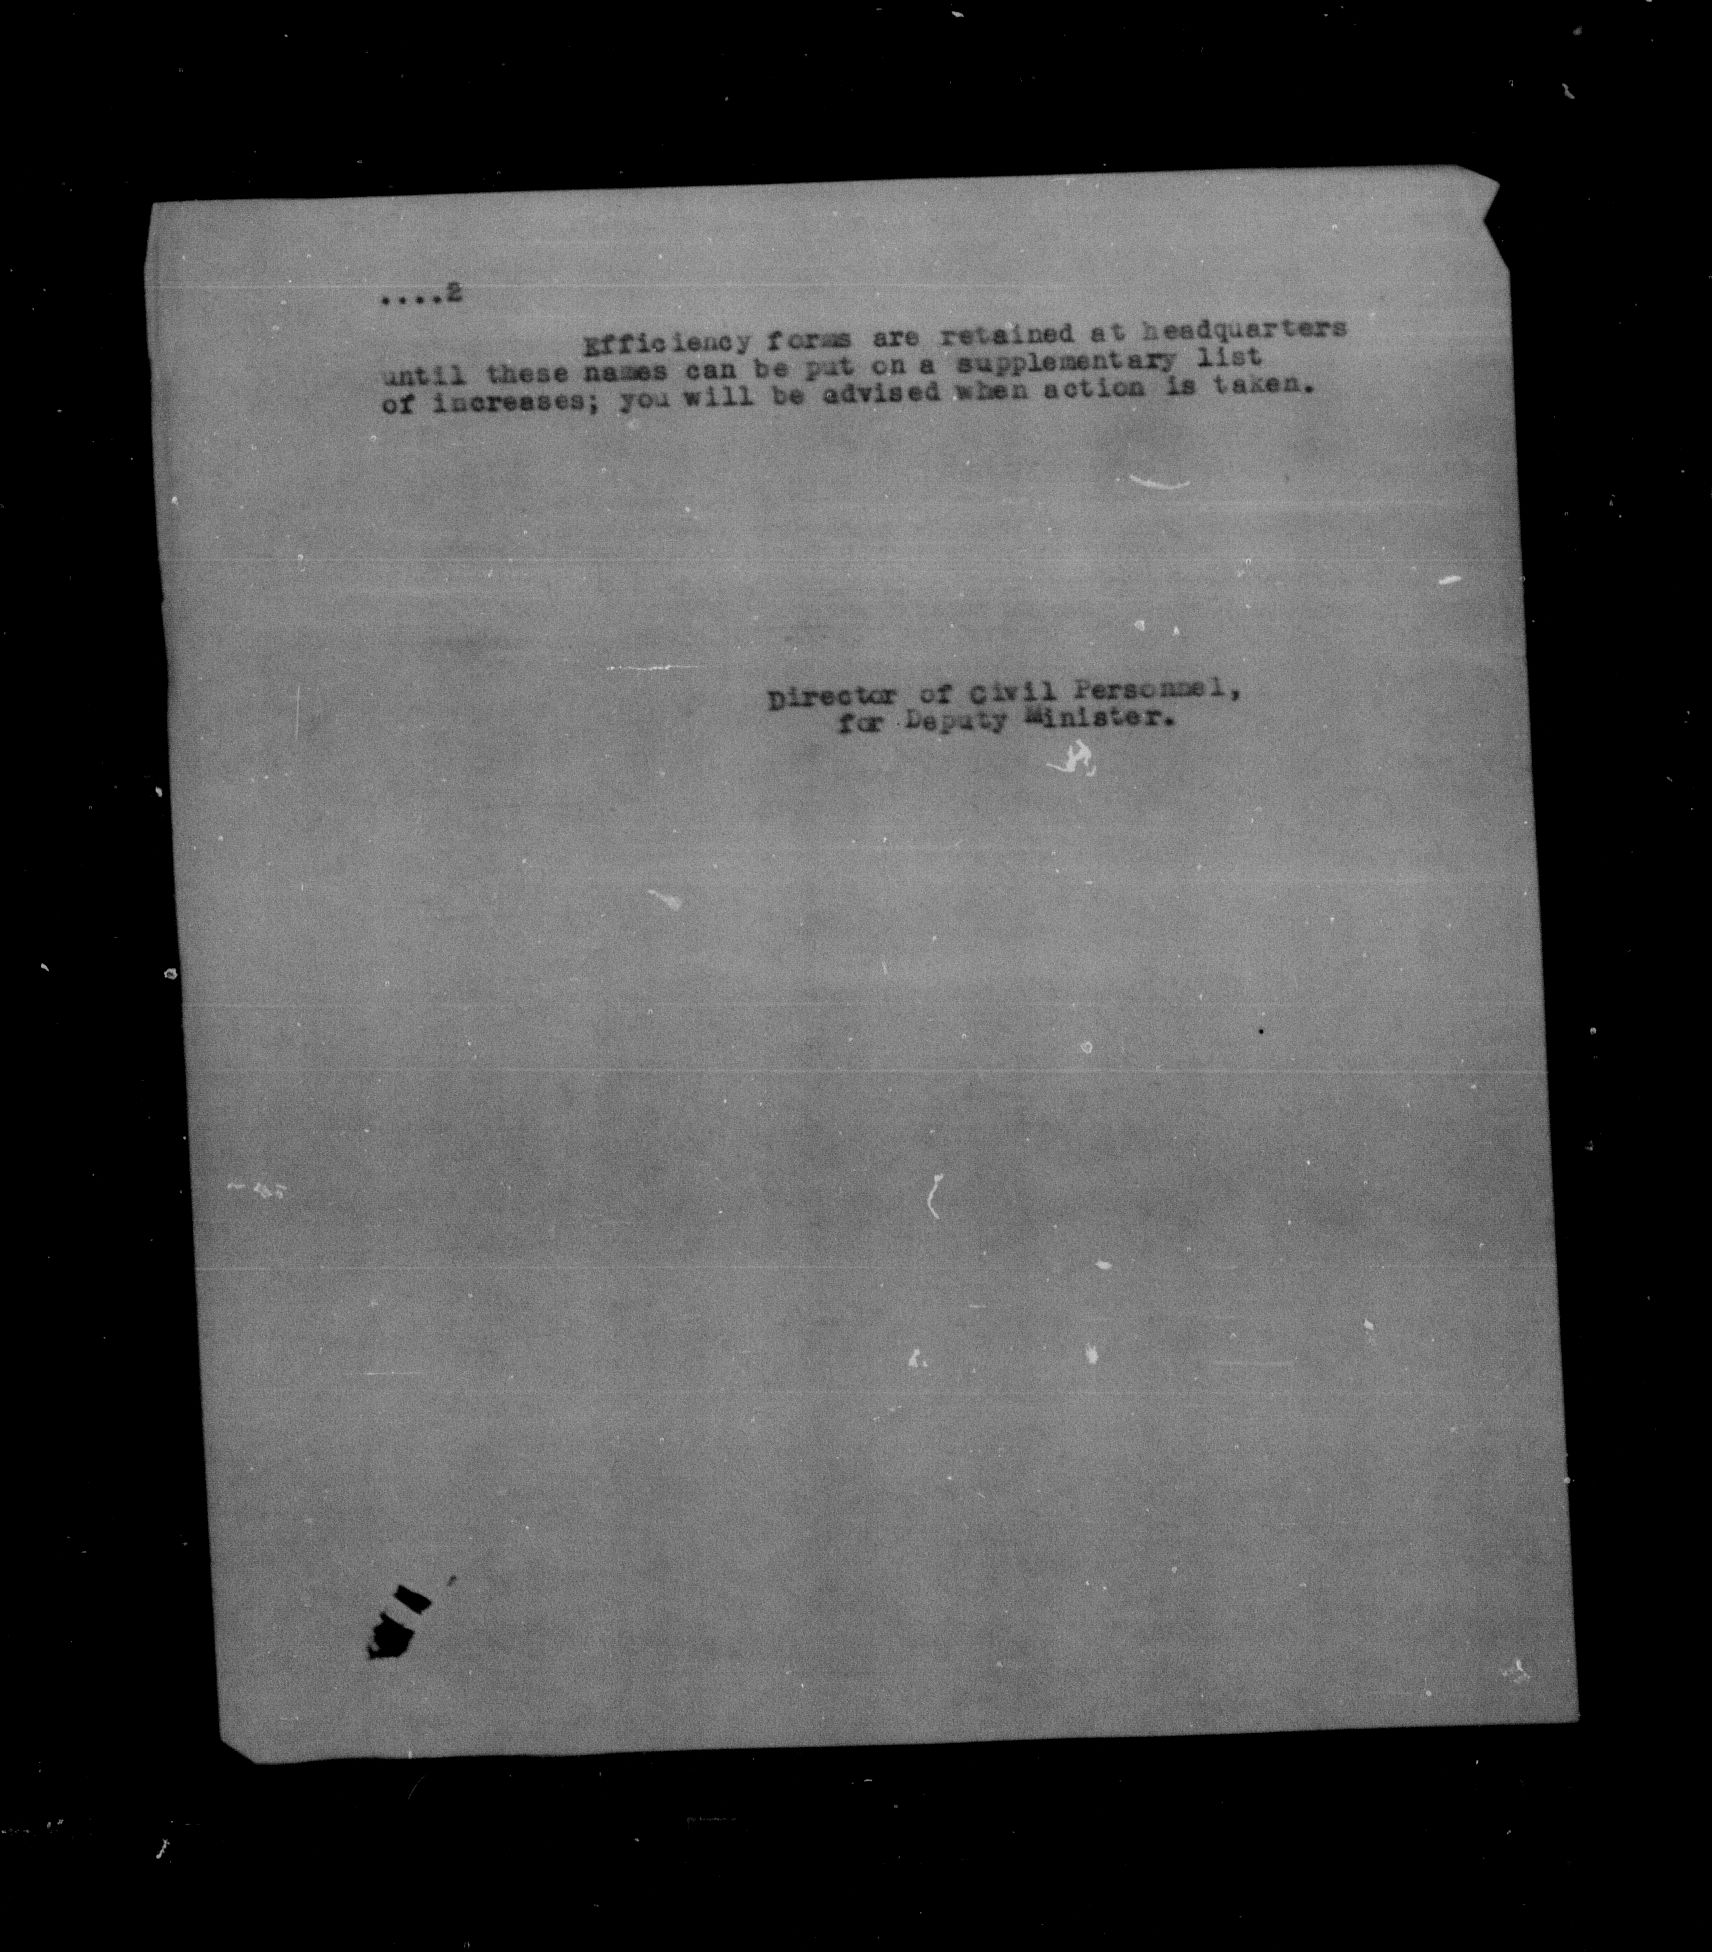 ....2
Efficiency forms are retained at headquarters
until these names can be put on a supplementary list
of increases; you will be advised when action is taken.
Director of Civil Personnel,
for Deputy Minister.